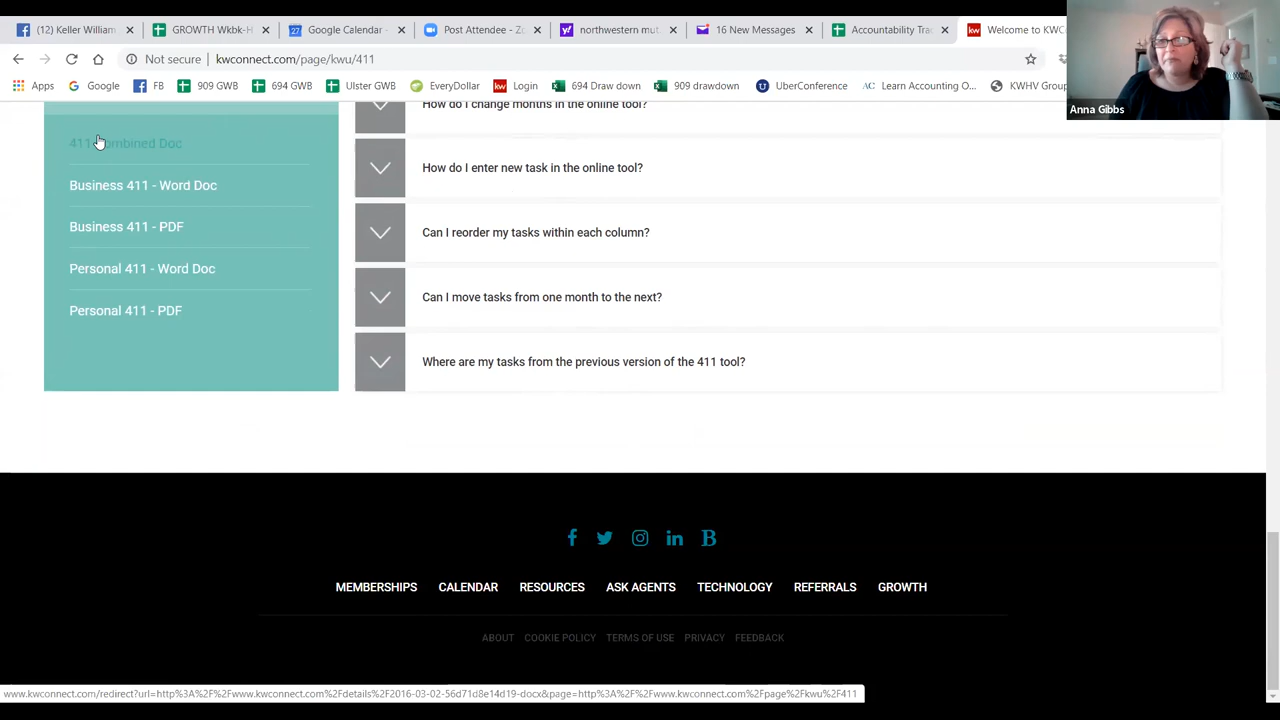 (12) Keller William
GROWTH Wkbk-H
Google Calendar -
Post Attendee - Zo
northwestern mut
16 New Messages
Accountability Trac
Welcome to KWC
Not secure
kwconnect.com/page/kwu/411
Apps
Google
FB
909 GWB
694 GWB
Ulster GWB
EveryDollar
Login
694 Draw down
909 drawdown
UberConference
Learn Accounting O...
KWHV Group
Anna Gibbs
How do I change months in the online tool?
411 Combined Doc
How do I enter new task in the online tool?
Business 411 - Word Doc
Business 411 - PDF
Can I reorder my tasks within each column?
Personal 411 - Word Doc
Can I move tasks from one month to the next?
Personal 411 - PDF
Where are my tasks from the previous version of the 411 tool?
MEMBERSHIPS CALENDAR RESOURCES ASK AGENTS TECHNOLOGY REFERRALS GROWTH
ABOUT COOKIE POLICY TERMS OF USE PRIVACY FEEDBACK
www.kwconnect.com/redirect?url=http%3A%2F%2Fwww.kwconnect.com%2Fdetails%2F2016-03-02-56d71d8e14d19-docx&page=http%3A%2F%2Fwww.kwconnect.com%2Fpage%2Fkwu%2F411